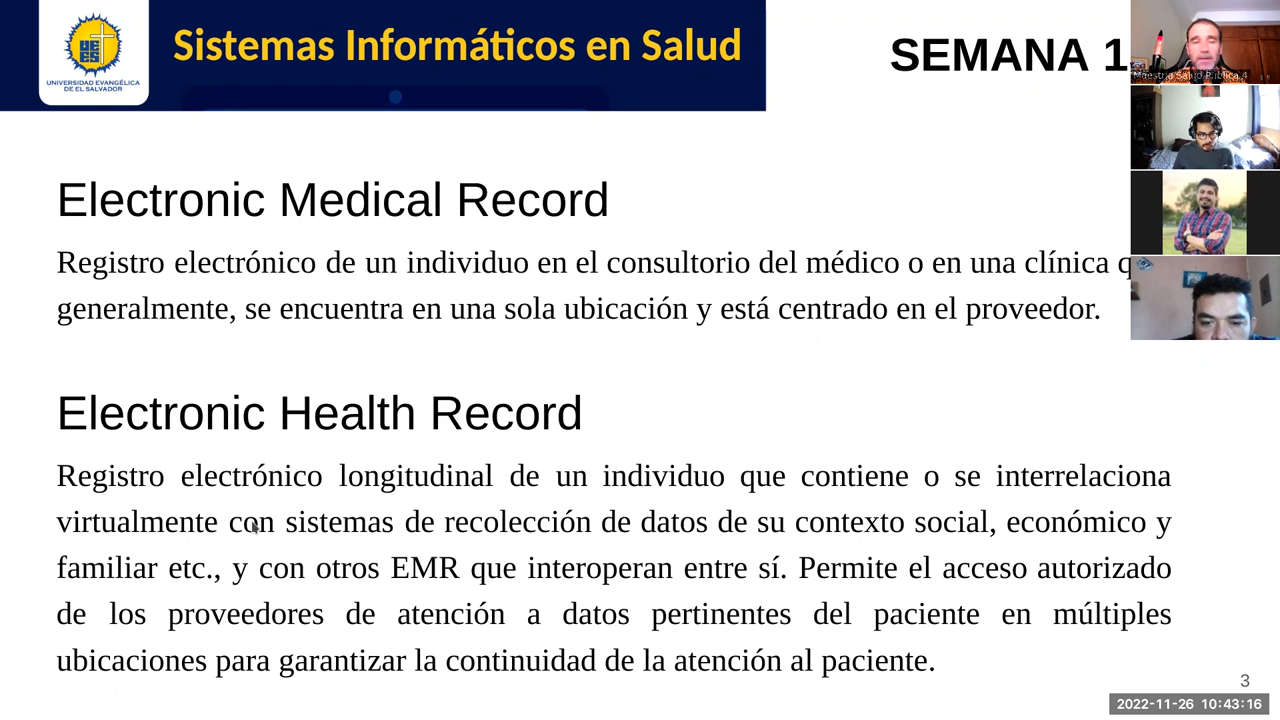 UNIVERSIDAD EVANGÉLICA
DE EL SALVADOR
Sistemas Informáticos en Salud
SEMANA 1
Maestria Salud Publica 4
Electronic Medical Record
Registro electrónico de un individuo en el consultorio del médico o en una clínica
generalmente, se encuentra en una sola ubicación y está centrado en el proveedor.
Electronic Health Record
Registro electrónico longitudinal de un individuo que contiene o se interrelaciona
virtualmente con sistemas de recolección de datos de su contexto social, económico y
familiar etc., y con otros EMR que interoperan entre sí. Permite el acceso autorizado
de los proveedores de atención a datos pertinentes del paciente en múltiples
ubicaciones para garantizar la continuidad de la atención al paciente.
3
2022-11-26 10:43:16